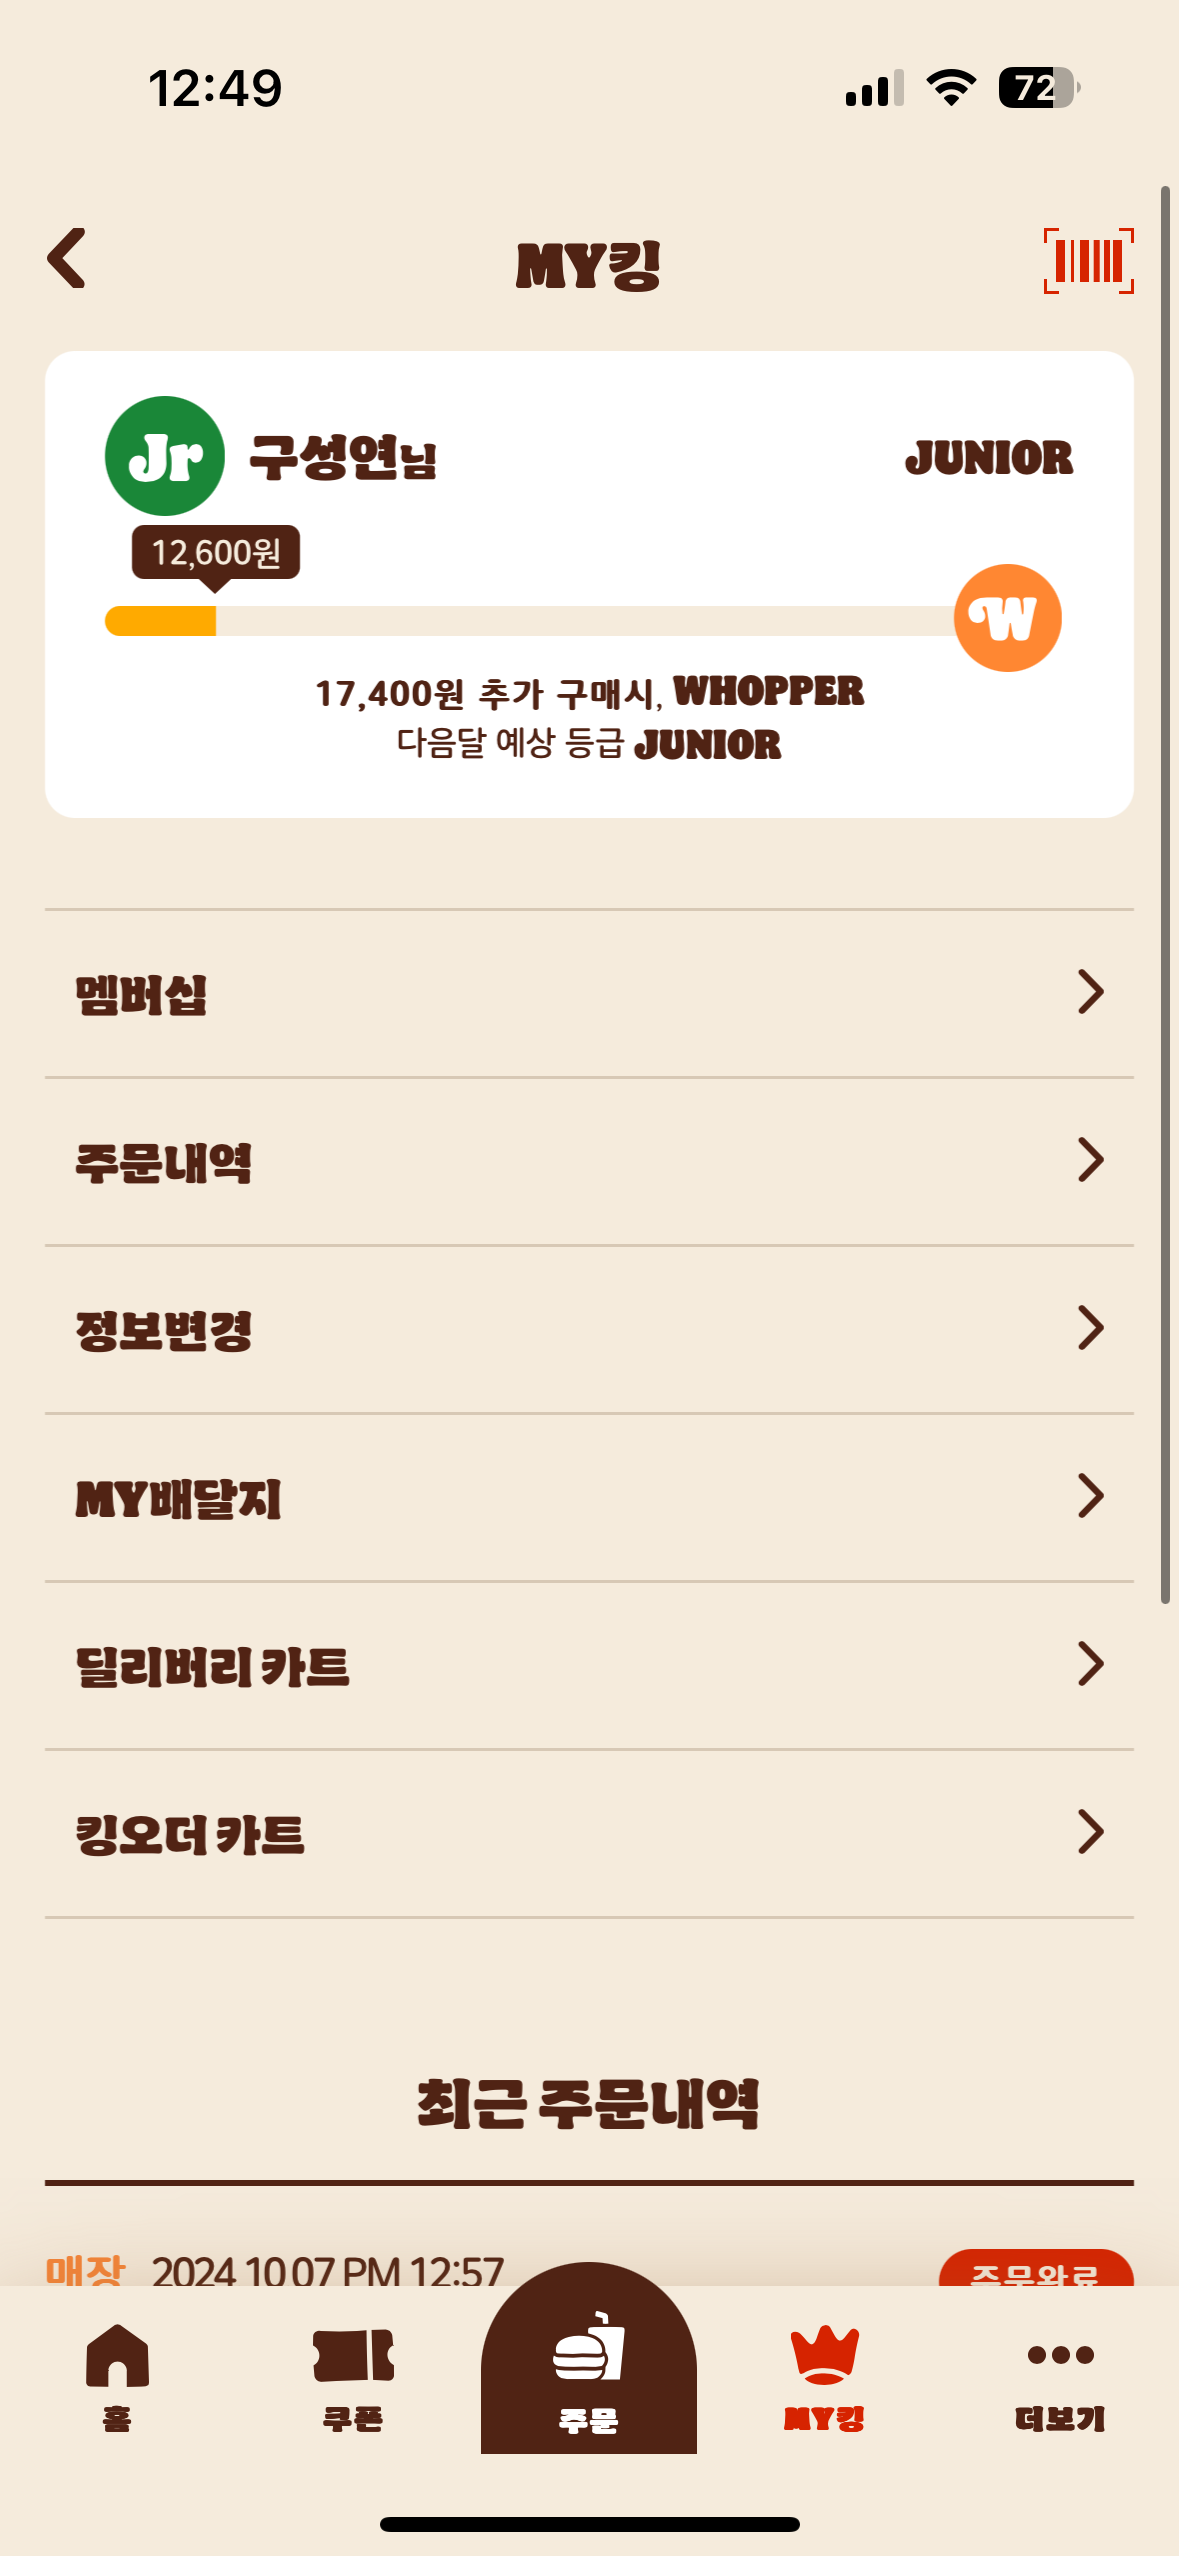 12:49
72
MY킹
Jr 구성연님 JUNIOR
12,600원
W
17,400원 추가 구매시, WHOPPER
다음달 예상 등급 JUNIOR
멤버십
주문내역
정보변경
MY배달지
딜리버리 카트
킹오더 카트
최근 주문내역
매장 2024 10 07 PM 12:57 주문완료
홈
쿠폰
주문
MY킹
더보기